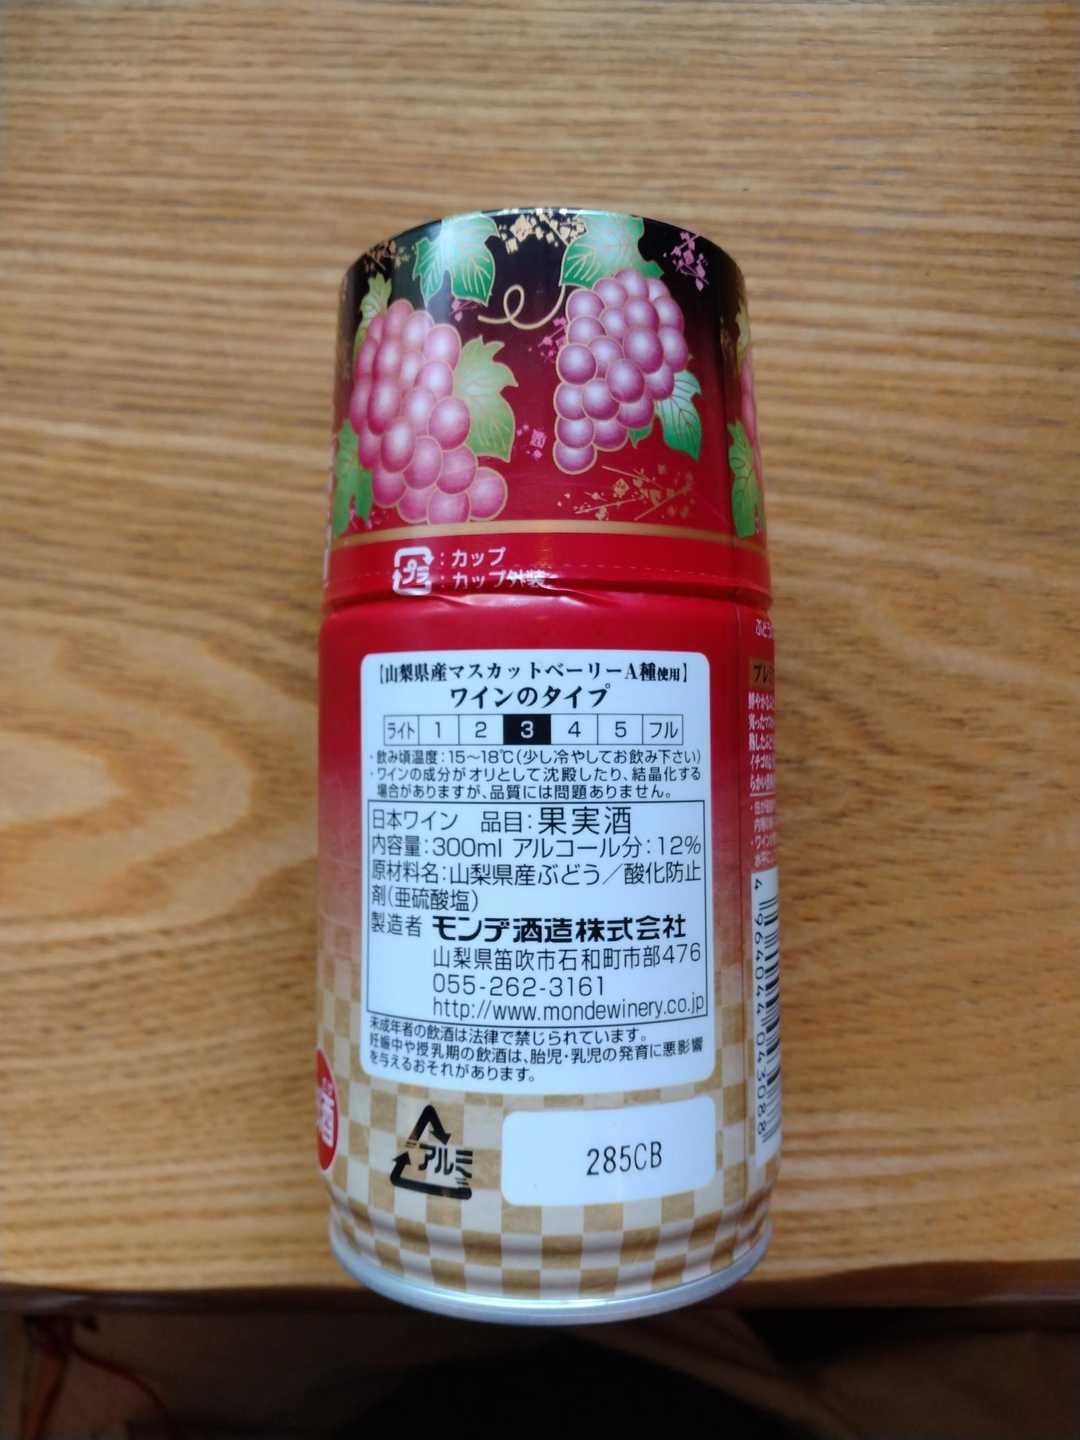 プラ
：カップ
：カップ外装
【山梨県産マスカットベーリーA種使用】
ワインのタイプ
ライト 1 2 3 4 5 フル
・飲み頃温度：15～18℃(少し冷やしてお飲み下さい)
・ワインの成分がオリとして沈殿したり、結晶化する
場合がありますが、品質には問題ありません。
日本ワイン 品目：果実酒
内容量：300ml アルコール分：12%
原材料名：山梨県産ぶどう／酸化防止
剤(亜硫酸塩)
製造者 モンデ酒造株式会社
山梨県笛吹市石和町市部476
055-262-3161
http://www.mondewinery.co.jp
未成年者の飲酒は法律で禁じられています。
妊娠中や授乳期の飲酒は、胎児・乳児の発育に悪影響
を与えるおそれがあります。
アルミ
285CB
4 964044 043088